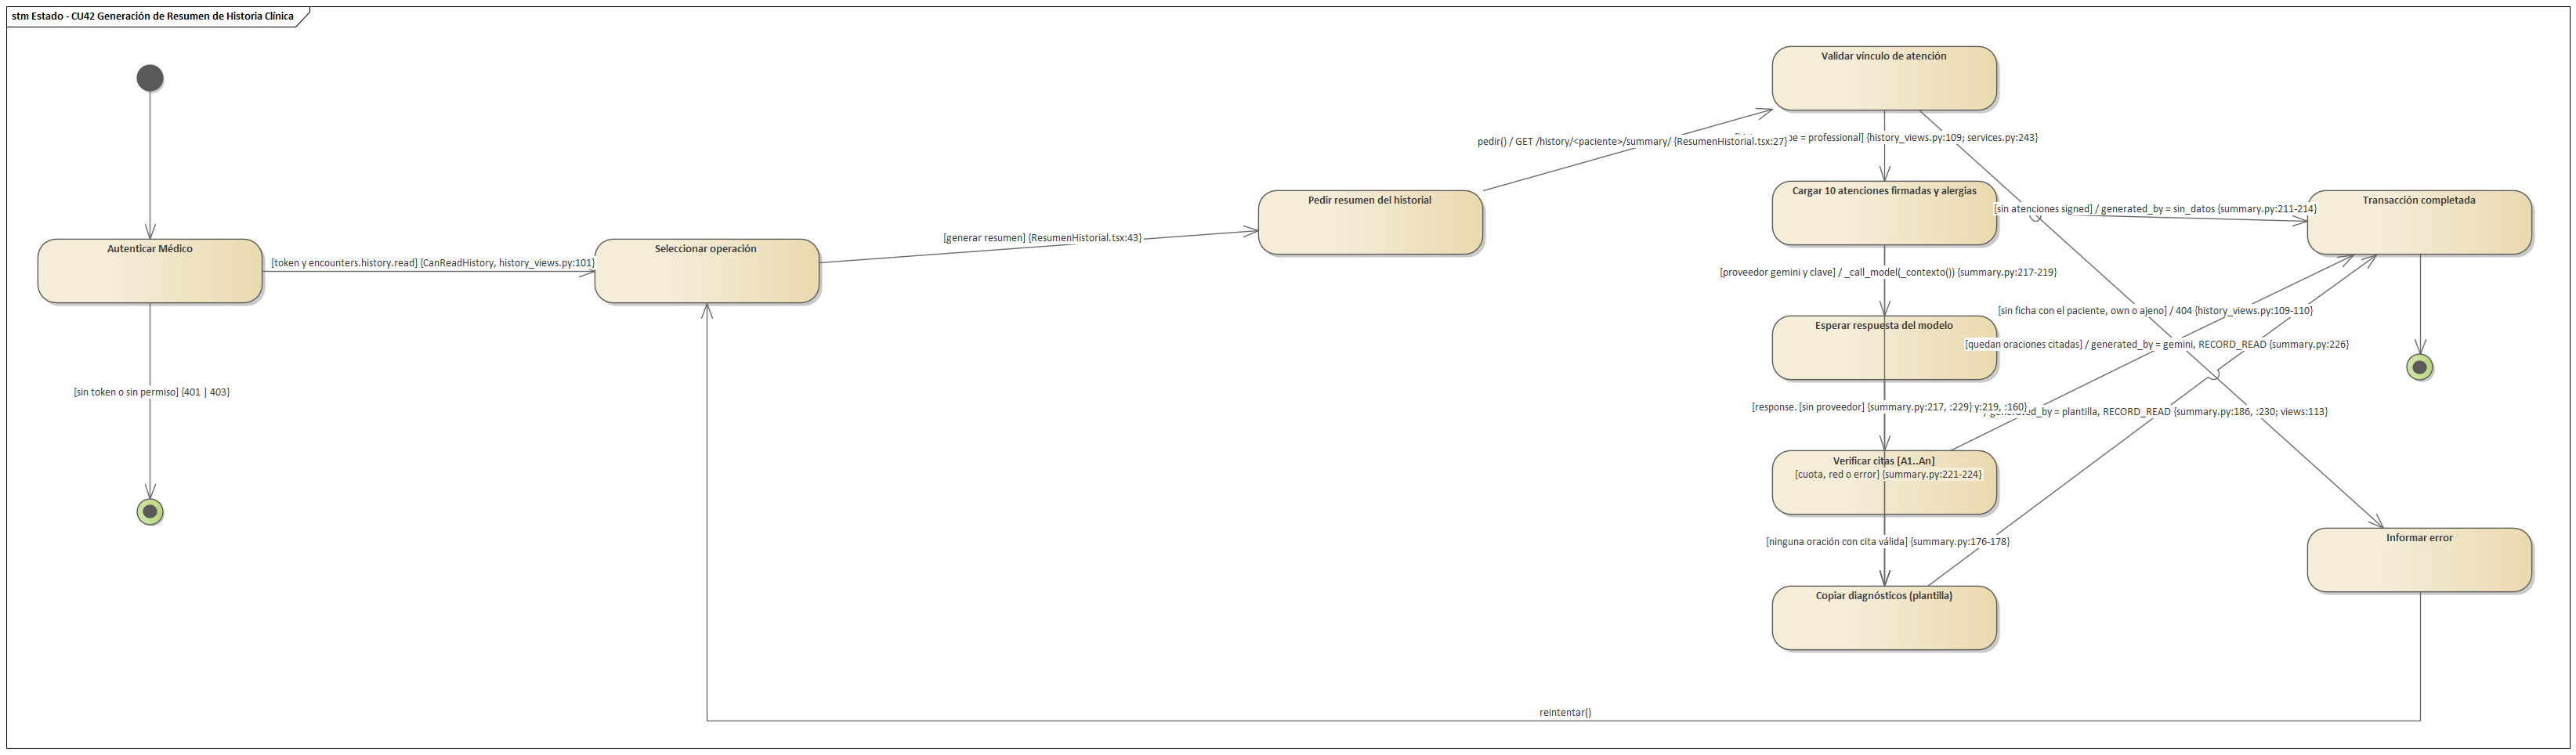 stm Estado - CU42 Generación de Resumen de Historia Clínica
Validar vínculo de atención
pedir() / GET /history/<paciente>/summary/ {ResumenHistorial.tsx:27}
= professional] {history_views.py:109; services.py:243}
Cargar 10 atenciones firmadas y alergias
Pedir resumen del historial
Transacción completada
[sin atenciones signed] / generated_by = sin_datos {summary.py:211-214}
[generar resumen] {ResumenHistorial.tsx:43}
Autenticar Médico
Seleccionar operación
[token y encounters.history.read] {CanReadHistory, history_views.py:101}
[proveedor gemini y clave] / _call_model(_contexto()) {summary.py:217-219}
[sin ficha con el paciente, own o ajeno] / 404 {history_views.py:109-110}
Esperar respuesta del modelo
[quedan oraciones citadas] / generated_by = gemini, RECORD_READ {summary.py:226}
[sin token o sin permiso] {401 | 403}
[response. [sin proveedor] {summary.py:217, :229} y:219, :160}
= plantilla, RECORD_READ {summary.py:186, :230; views:113}
Verificar citas [A1..An]
[cuota, red o error] {summary.py:221-224}
[ninguna oración con cita válida] {summary.py:176-178}
Informar error
Copiar diagnósticos (plantilla)
reintentar()